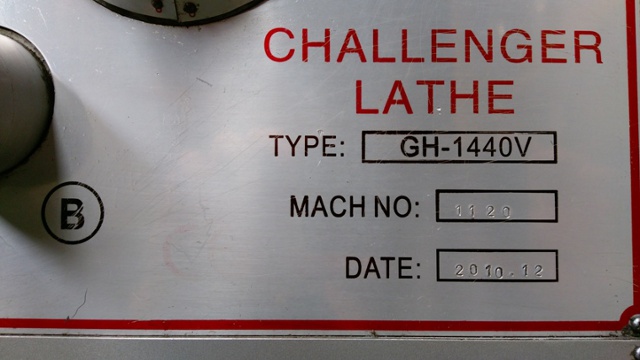 CHALLENGER
LATHE
TYPE: GH-1440V
MACH NO: 1120
B
DATE: 2010.12